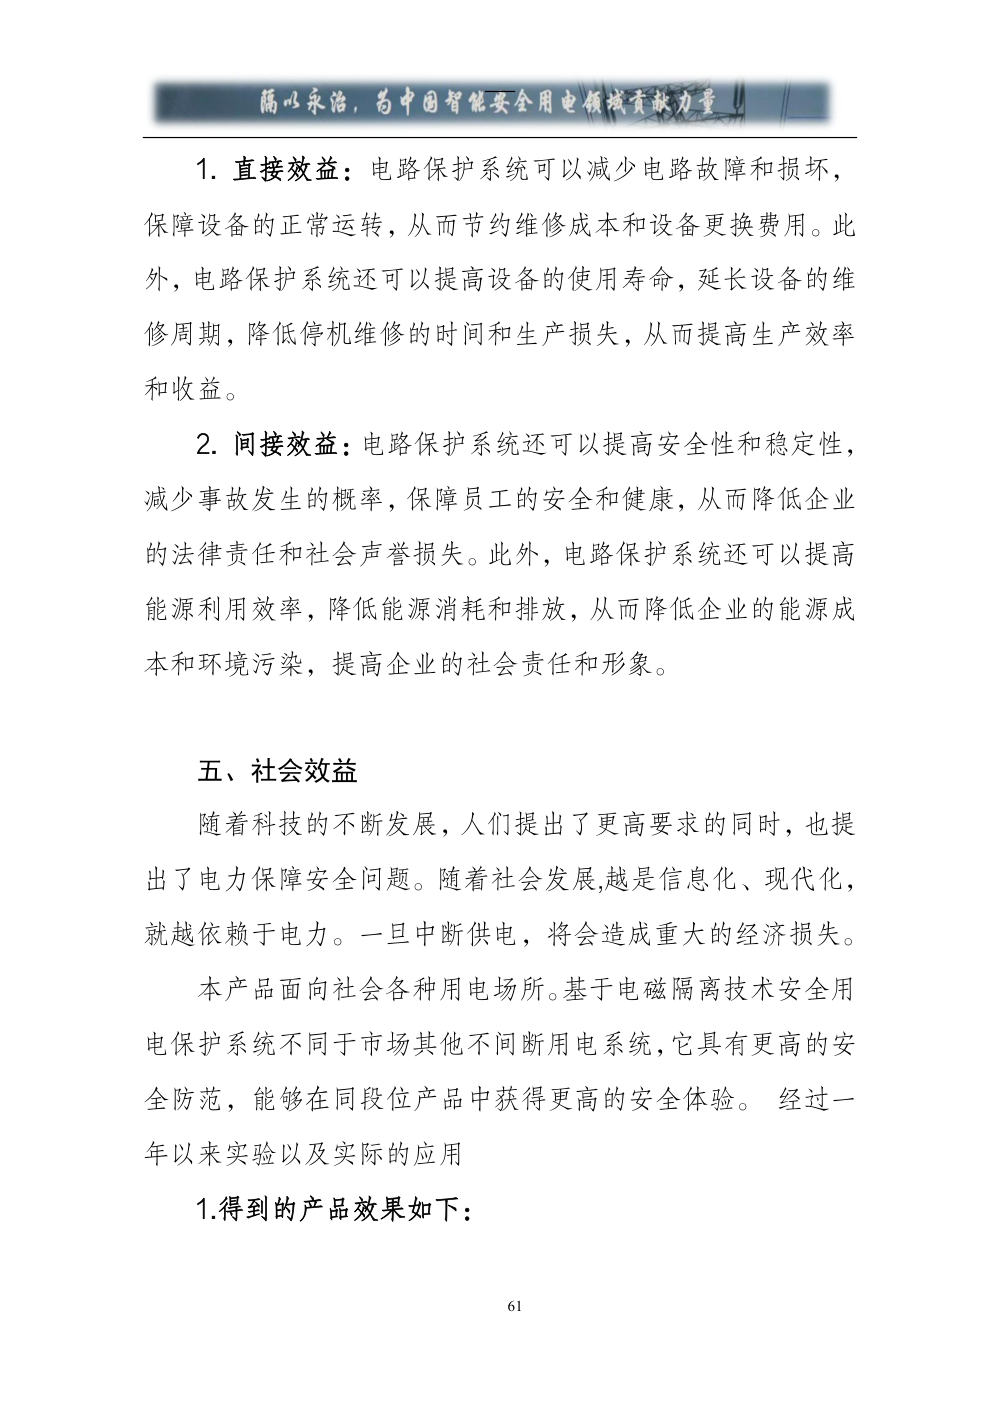 隔以永治，为中国智能安全用电领域贡献力量
1. 直接效益：电路保护系统可以减少电路故障和损坏，
保障设备的正常运转，从而节约维修成本和设备更换费用。此
外，电路保护系统还可以提高设备的使用寿命，延长设备的维
修周期，降低停机维修的时间和生产损失，从而提高生产效率
和收益。
2. 间接效益：电路保护系统还可以提高安全性和稳定性，
减少事故发生的概率，保障员工的安全和健康，从而降低企业
的法律责任和社会声誉损失。此外，电路保护系统还可以提高
能源利用效率，降低能源消耗和排放，从而降低企业的能源成
本和环境污染，提高企业的社会责任和形象。
五、社会效益
随着科技的不断发展，人们提出了更高要求的同时，也提
出了电力保障安全问题。随着社会发展,越是信息化、现代化，
就越依赖于电力。一旦中断供电，将会造成重大的经济损失。
本产品面向社会各种用电场所。基于电磁隔离技术安全用
电保护系统不同于市场其他不间断用电系统，它具有更高的安
全防范，能够在同段位产品中获得更高的安全体验。 经过一
年以来实验以及实际的应用
1.得到的产品效果如下：
61